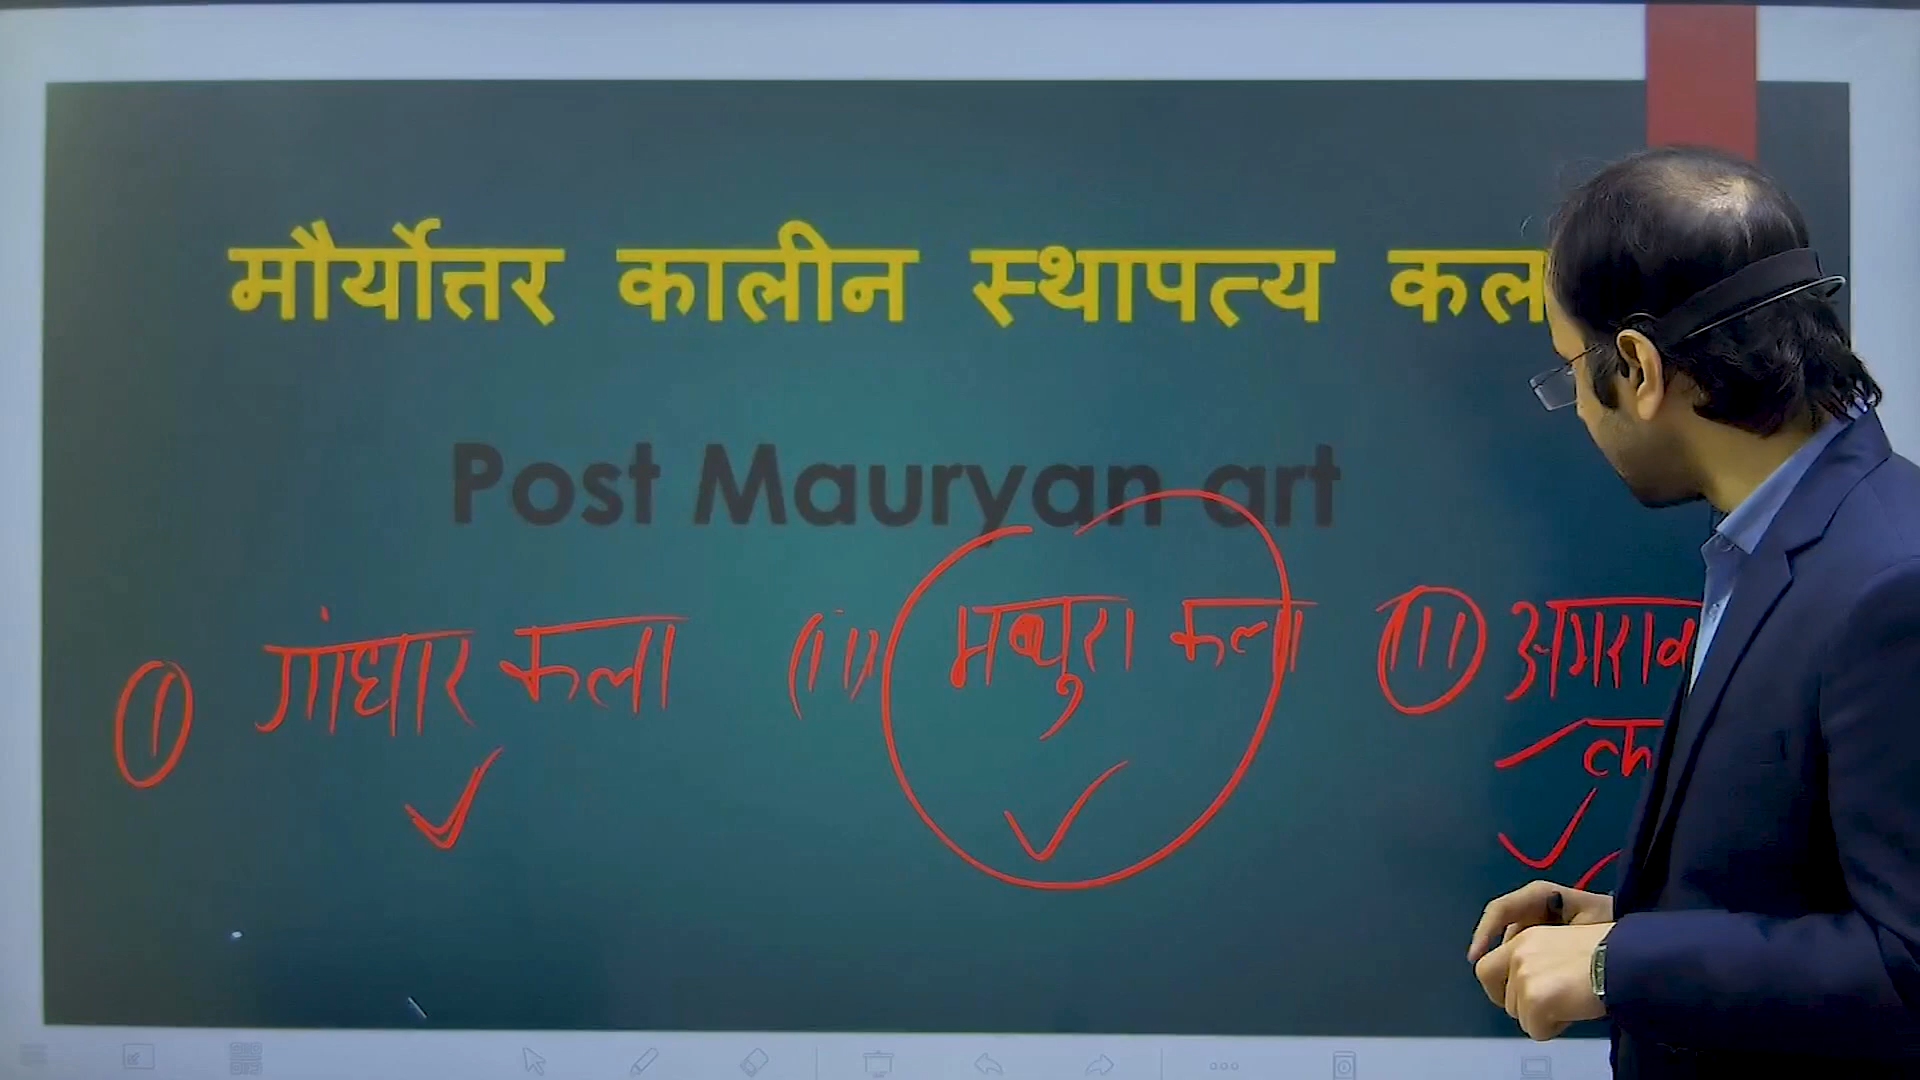 मौर्योत्तर कालीन स्थापत्य कल
Post Mauryan art
(I) गांधार कला (ii) मथुरा कला (III) अमराव
क